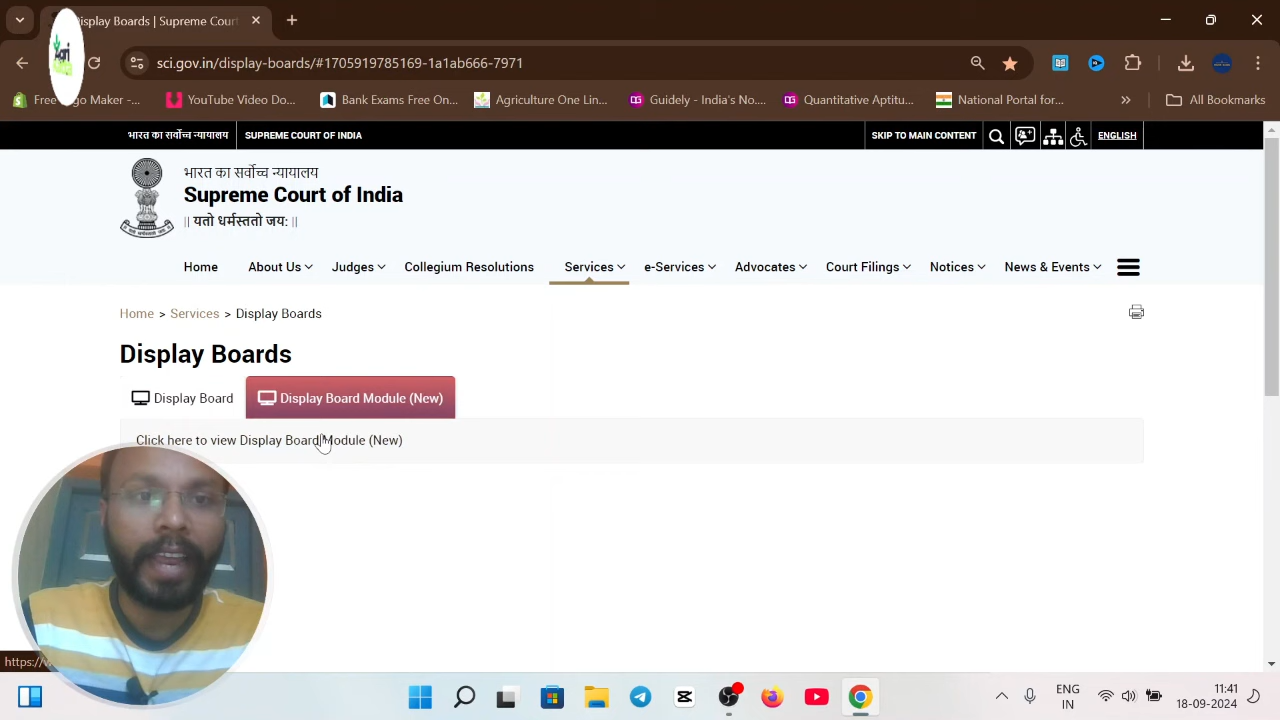 Display Boards | Supreme Cour
sci.gov.in/display-boards/#1705919785169-1a1ab666-7971
Maker -...
YouTube Video Do...
Bank Exams Free On...
Agriculture One Lin...
Guidely - India's No....
Quantitative Aptitu...
National Portal for...
All Bookmarks
भारत का सर्वोच्च न्यायालय
SUPREME COURT OF INDIA
SKIP TO MAIN CONTENT
ENGLISH
भारत का सर्वोच्च न्यायालय
Supreme Court of India
|| यतो धर्मस्ततो जय: ||
Home
About Us
Judges
Collegium Resolutions
Services
e-Services
Advocates
Court Filings
Notices
News & Events
Home > Services > Display Boards
Display Boards
Display Board
Display Board Module (New)
Click here to view Display Board Module (New)
ENG
IN
11:41
18-09-2024